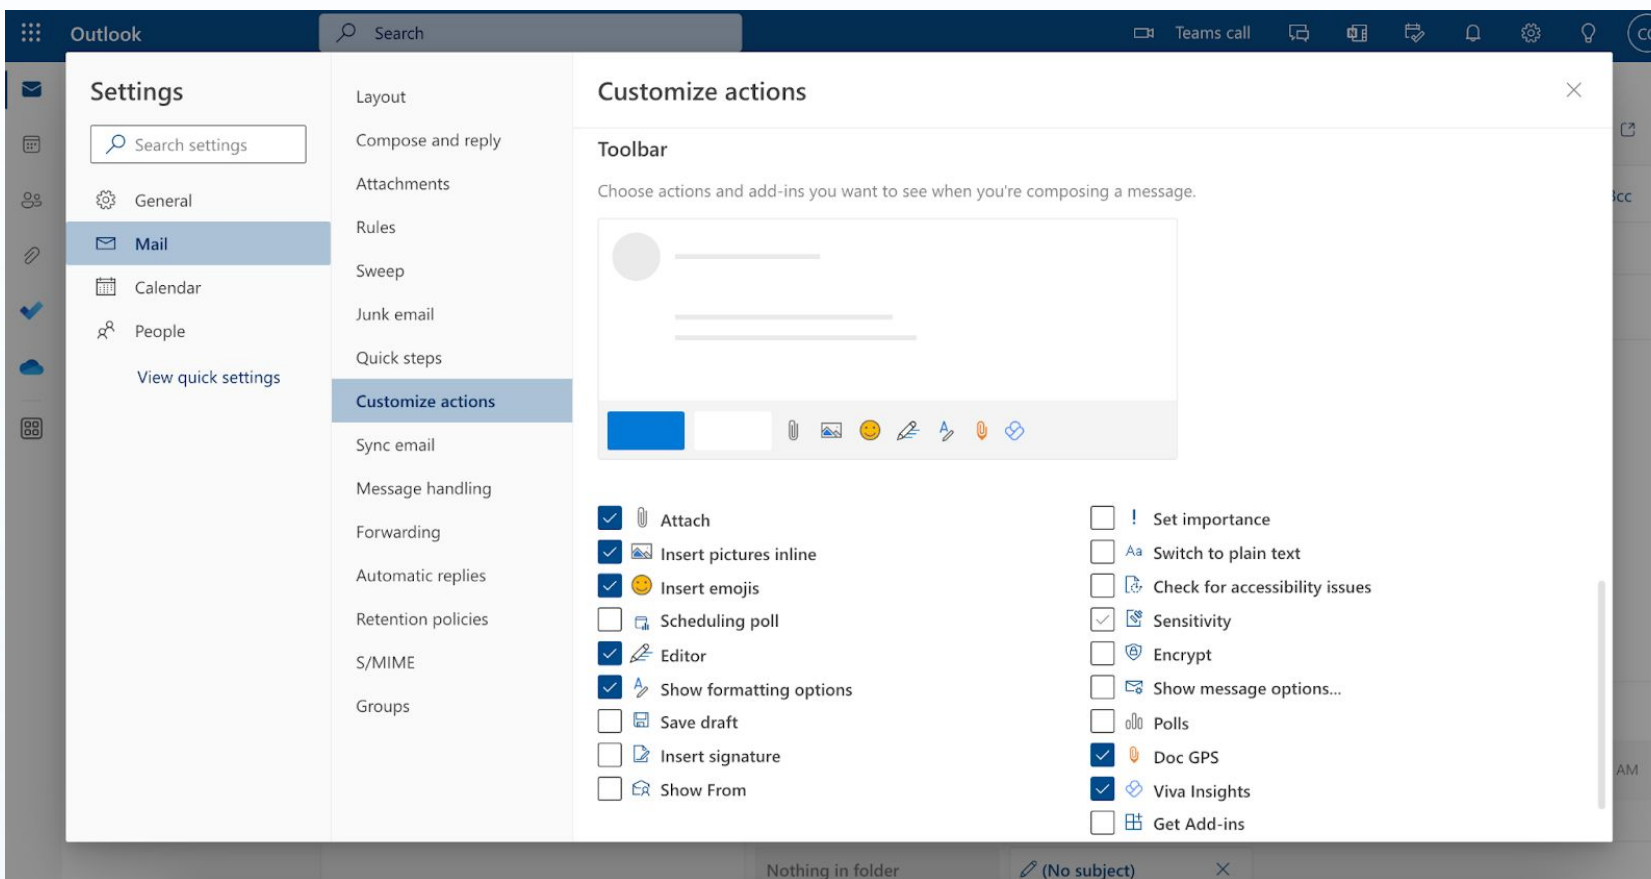 Outlook
Search
Teams call
Settings
Search settings
General
Mail
Calendar
People
View quick settings
Layout
Compose and reply
Attachments
Rules
Sweep
Junk email
Quick steps
Customize actions
Sync email
Message handling
Forwarding
Automatic replies
Retention policies
S/MIME
Groups
Customize actions
Toolbar
Choose actions and add-ins you want to see when you're composing a message.
Attach
Insert pictures inline
Insert emojis
Scheduling poll
Editor
Show formatting options
Save draft
Insert signature
Show From
Set importance
Aa Switch to plain text
Check for accessibility issues
Sensitivity
Encrypt
Show message options...
Polls
Doc GPS
Viva Insights
Get Add-ins
AM
Nothing in folder
(No subject)